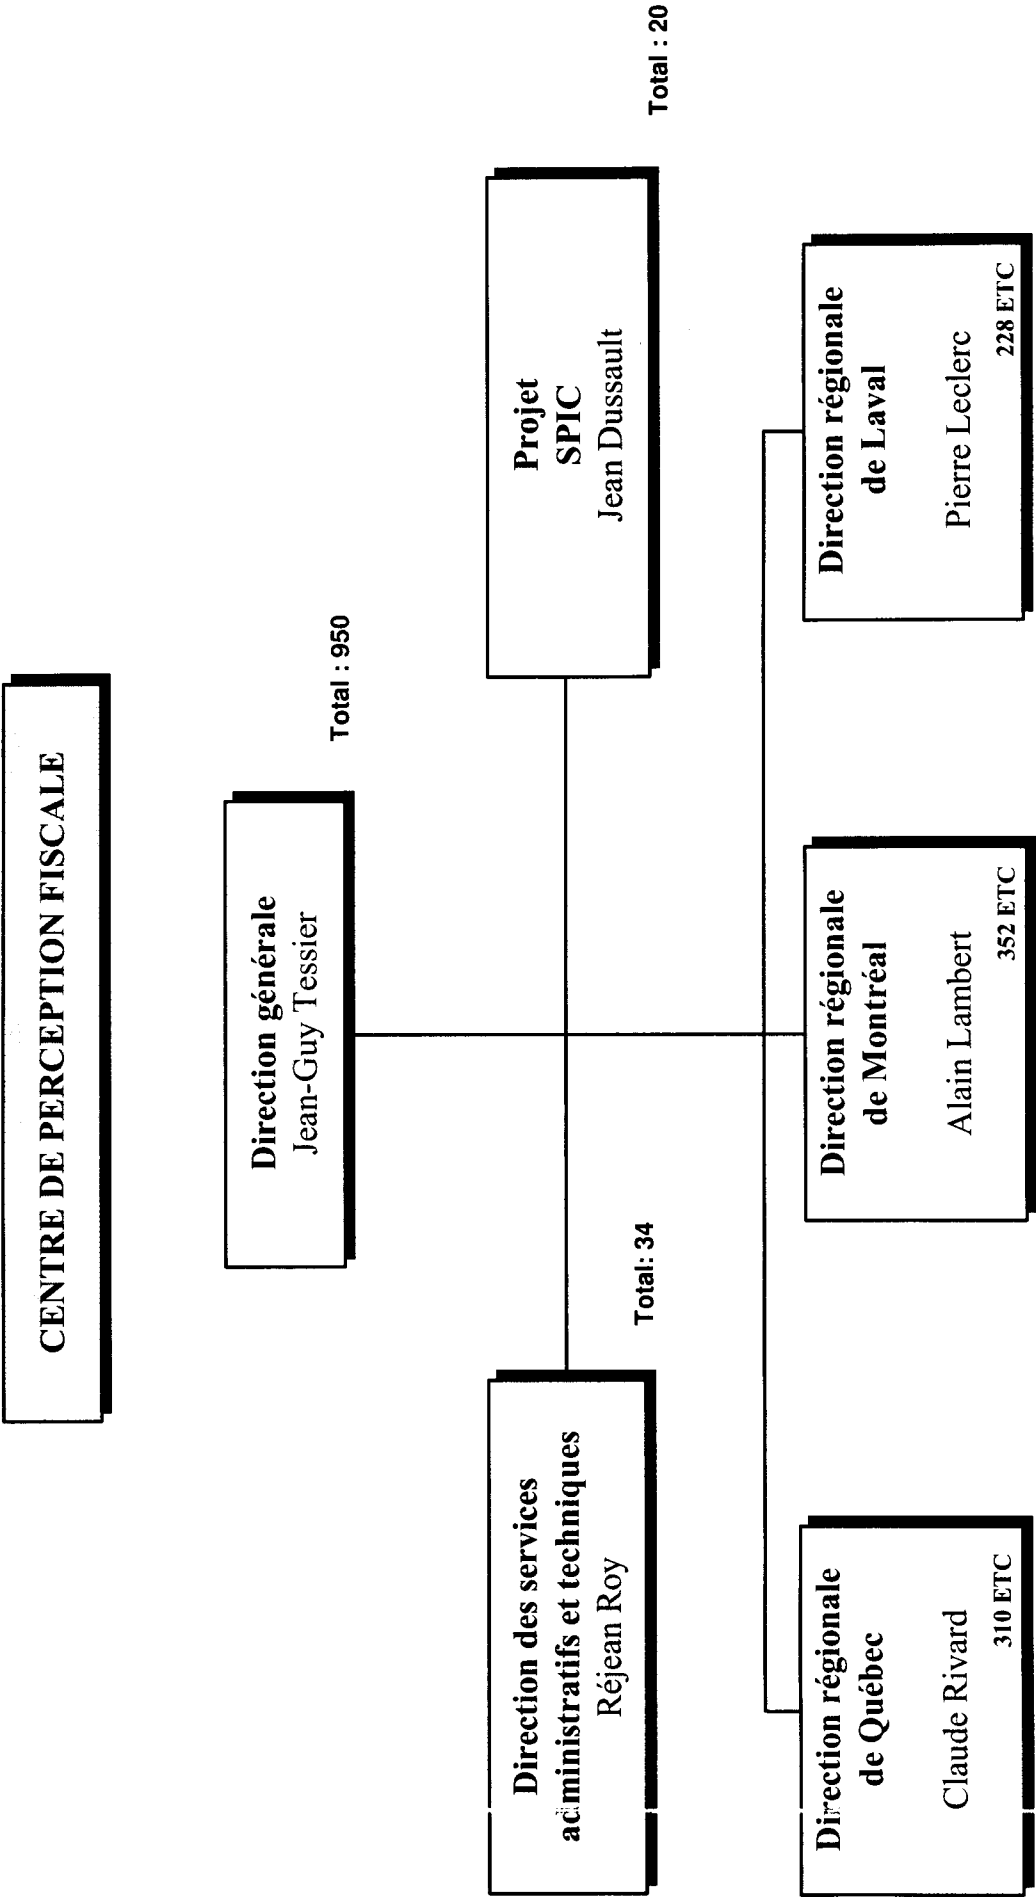 CENTRE DE PERCEPTION FISCALE
Direction générale
Jean-Guy Tessier
Total : 950
Direction des services
administratifs et techniques
Réjean Roy
Total: 34
Projet
SPIC
Jean Dussault
Total : 20
Direction régionale
de Québec
Claude Rivard
310 ETC
Direction régionale
de Montréal
Alain Lambert
352 ETC
Direction régionale
de Laval
Pierre Leclerc
228 ETC